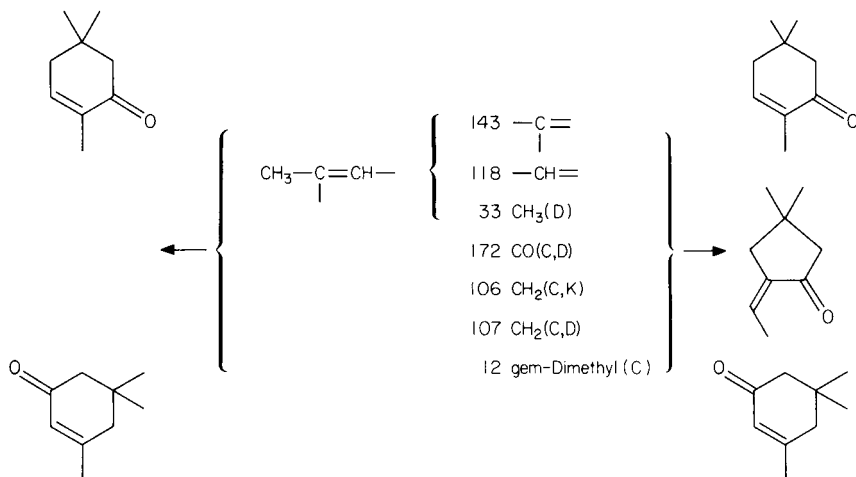 O
O
143 —C=
CH₃—C=CH—
118 —CH=
33 CH₃(D)
172 CO(C,D)
106 CH₂(C,K)
107 CH₂(C,D)
12 gem-Dimethyl(C)
O
O
O